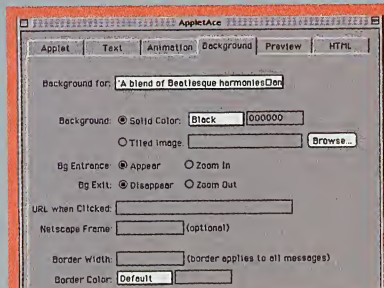 AppletAce
Applet Text Animation Background Preview HTML
Background for: "A blend of Beatlesque harmonies□an
Background: Solid Color: Black 000000
Tiled Image: Browse...
Bg Entrance: Appear Zoom In
Bg Exit: Disappear Zoom Out
URL when Clicked:
Netscape Frame: (optional)
Border Width: (border applies to all messages)
Border Color: Default